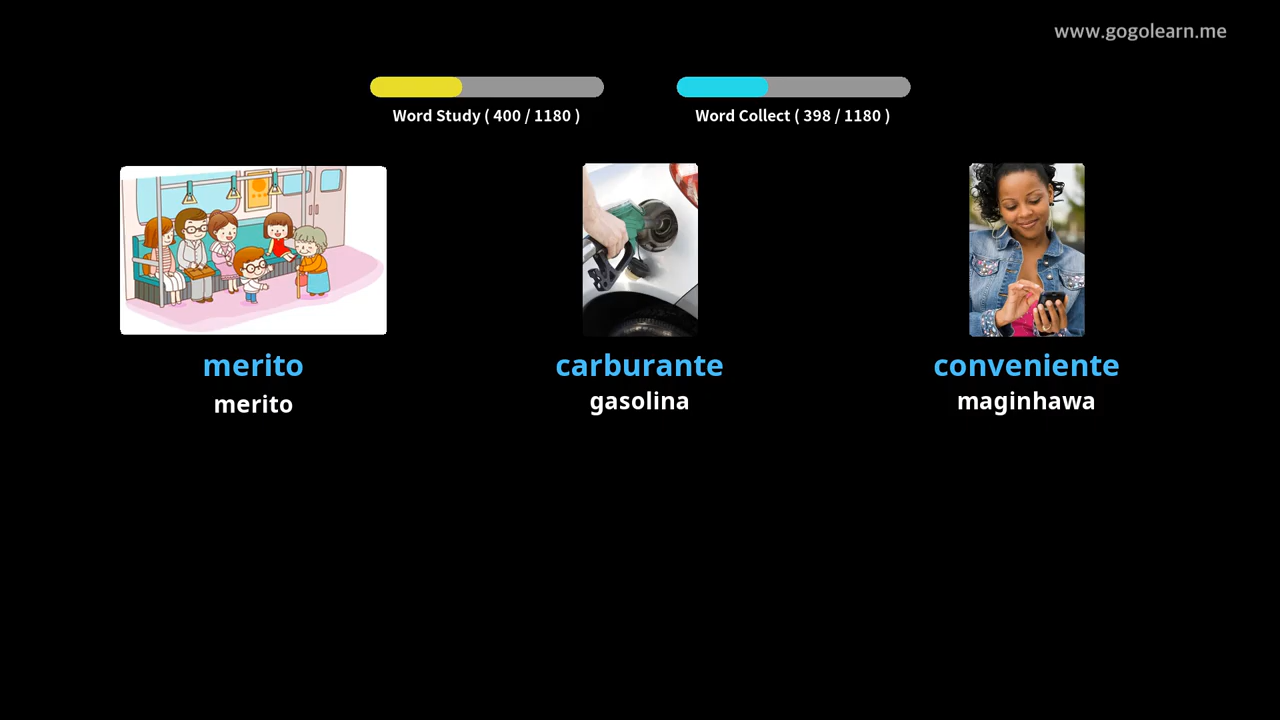 www.gogolearn.me
Word Study ( 400 / 1180 )
Word Collect ( 398 / 1180 )
merito
merito
carburante
gasolina
conveniente
maginhawa